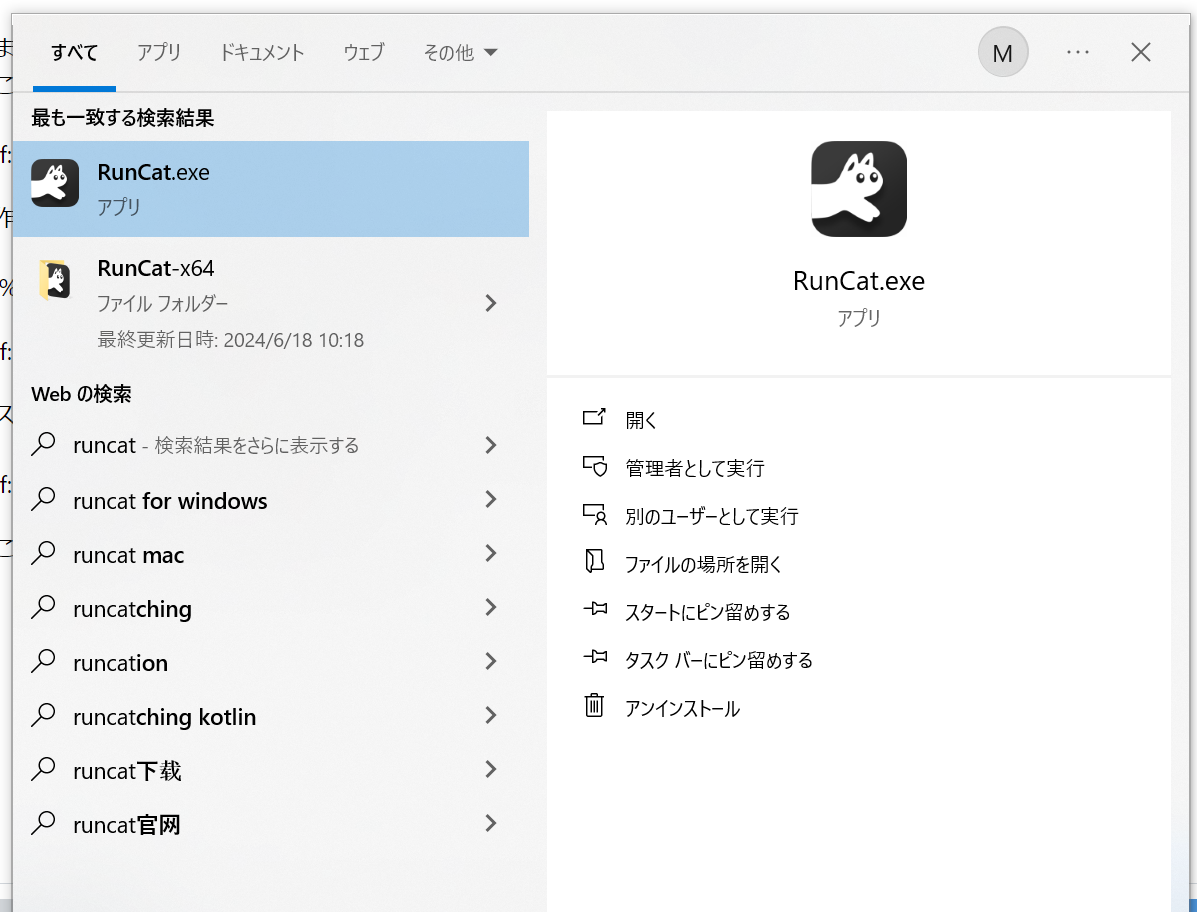 すべて
アプリ
ドキュメント
ウェブ
その他
M
最も一致する検索結果
RunCat.exe
アプリ
RunCat-x64
ファイル フォルダー
最終更新日時: 2024/6/18 10:18
Web の検索
runcat - 検索結果をさらに表示する
runcat for windows
runcat mac
runcatching
runcation
runcatching kotlin
runcat下载
runcat官网
RunCat.exe
アプリ
開く
管理者として実行
別のユーザーとして実行
ファイルの場所を開く
スタートにピン留めする
タスク バーにピン留めする
アンインストール